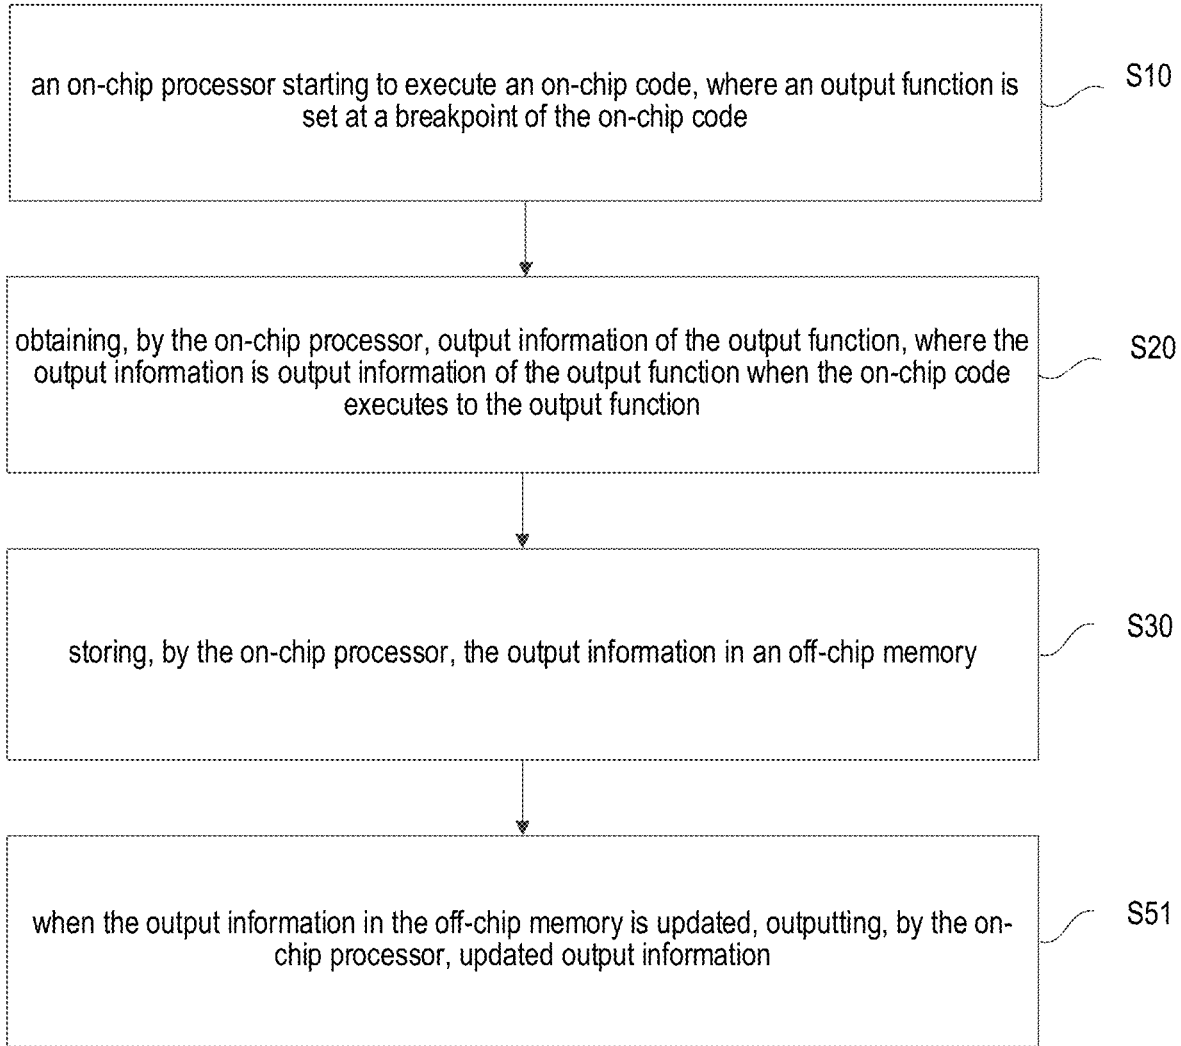 an on-chip processor starting to execute an on-chip code, where an output function is
set at a breakpoint of the on-chip code
S10
obtaining, by the on-chip processor, output information of the output function, where the
output information is output information of the output function when the on-chip code
executes to the output function
S20
storing, by the on-chip processor, the output information in an off-chip memory
S30
when the output information in the off-chip memory is updated, outputting, by the on-
chip processor, updated output information
S51